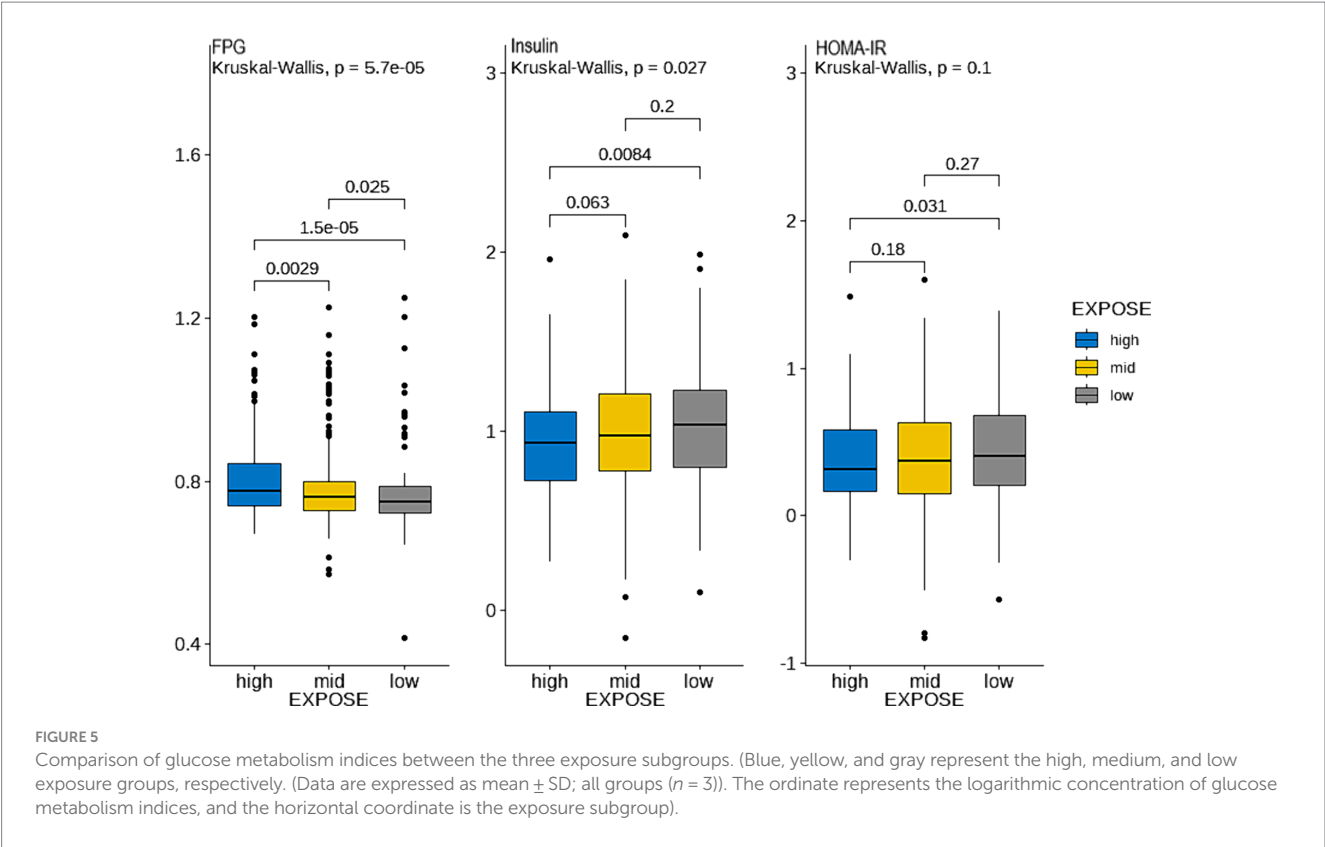 FPG
Kruskal-Wallis, p = 5.7e-05
1.6
1.2
0.8
0.4
0.025
1.5e-05
0.0029
high mid low
EXPOSE
Insulin
Kruskal-Wallis, p = 0.027
3
2
1
0
0.2
0.0084
0.063
high mid low
EXPOSE
HOMA-IR
Kruskal-Wallis, p = 0.1
3
2
1
0
-1
0.27
0.031
0.18
high mid low
EXPOSE
EXPOSE
high
mid
low
FIGURE 5
Comparison of glucose metabolism indices between the three exposure subgroups. (Blue, yellow, and gray represent the high, medium, and low
exposure groups, respectively. (Data are expressed as mean ± SD; all groups (n = 3)). The ordinate represents the logarithmic concentration of glucose
metabolism indices, and the horizontal coordinate is the exposure subgroup).